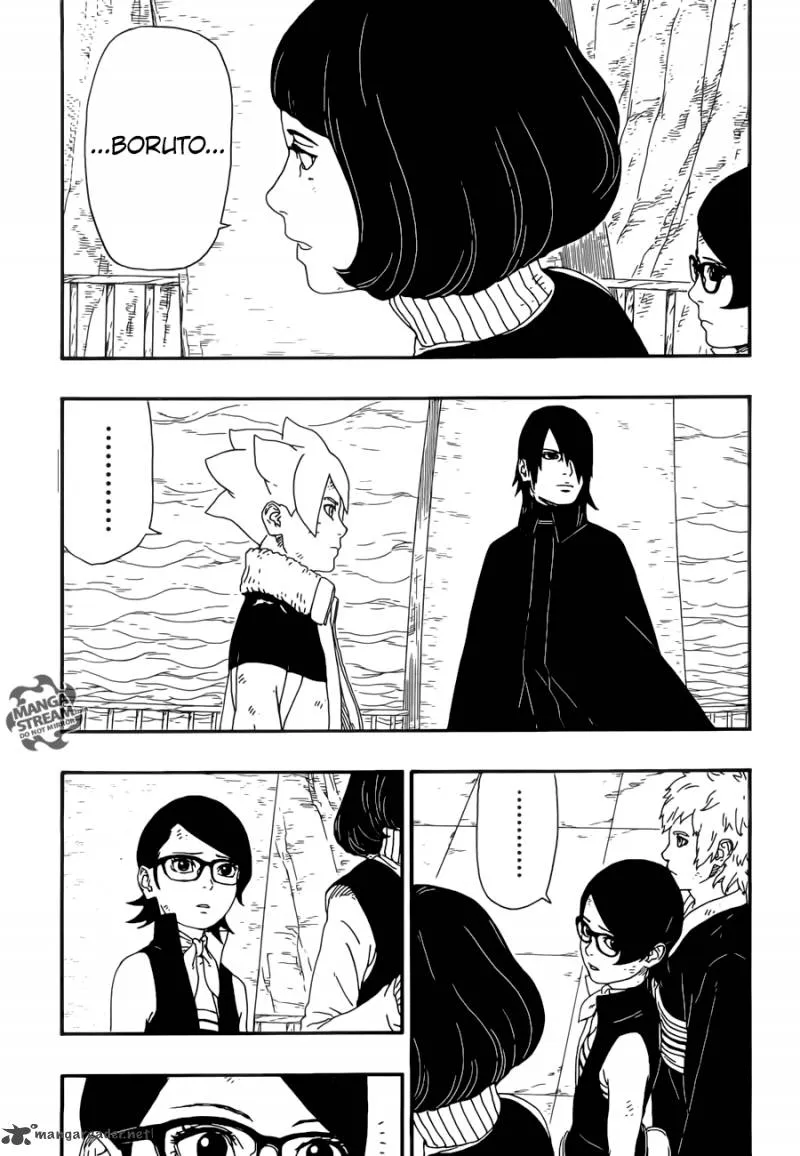 ...BORUTO...
.........
MANGA
STREAM
DO NOT MIRROR
.........
mangareader.net